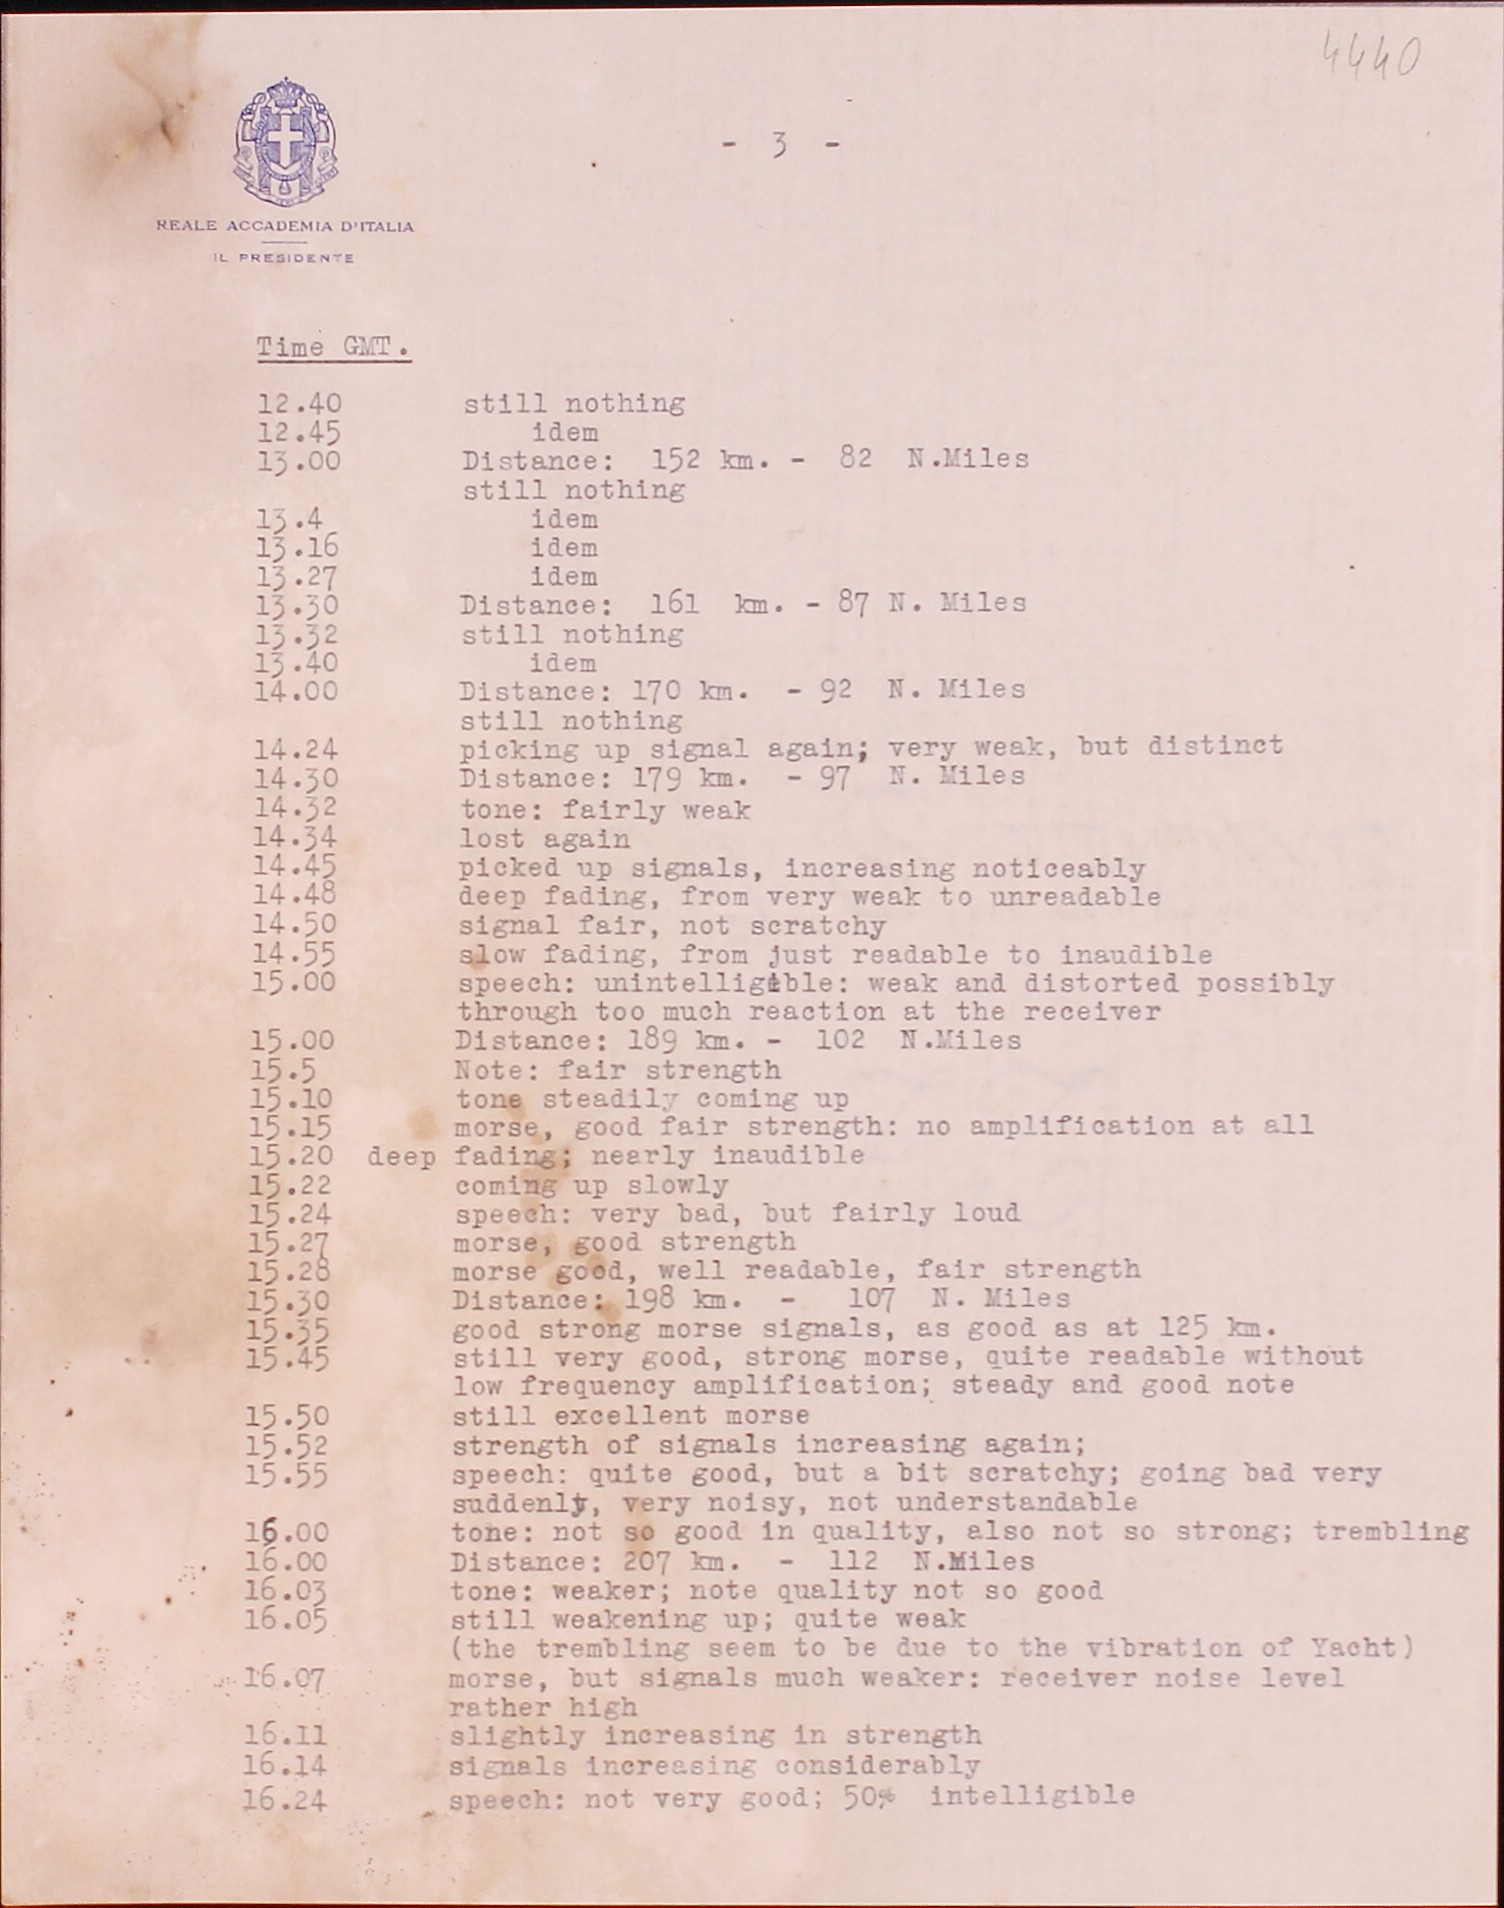 4440
- 3 -
REALE ACCADEMIA D'ITALIA
IL PRESIDENTE
Time GMT.
12.40 still nothing
12.45 idem
13.00 Distance: 152 km. - 82 N.Miles
still nothing
13.4 idem
13.16 idem
13.27 idem
13.30 Distance: 161 km. - 87 N. Miles
13.32 still nothing
13.40 idem
14.00 Distance: 170 km. - 92 N. Miles
still nothing
14.24 picking up signal again; very weak, but distinct
14.30 Distance: 179 km. - 97 N. Miles
14.32 tone: fairly weak
14.34 lost again
14.45 picked up signals, increasing noticeably
14.48 deep fading, from very weak to unreadable
14.50 signal fair, not scratchy
14.55 slow fading, from just readable to inaudible
15.00 speech: unintelligible: weak and distorted possibly
through too much reaction at the receiver
15.00 Distance: 189 km. - 102 N.Miles
15.5 Note: fair strength
15.10 tone steadily coming up
15.15 morse, good fair strength: no amplification at all
15.20 deep fading; nearly inaudible
15.22 coming up slowly
15.24 speech: very bad, but fairly loud
15.27 morse, good strength
15.28 morse good, well readable, fair strength
15.30 Distance: 198 km. - 107 N. Miles
15.35 good strong morse signals, as good as at 125 km.
15.45 still very good, strong morse, quite readable without
low frequency amplification; steady and good note
15.50 still excellent morse
15.52 strength of signals increasing again;
15.55 speech: quite good, but a bit scratchy; going bad very
suddenly, very noisy, not understandable
16.00 tone: not so good in quality, also not so strong; trembling
16.00 Distance: 207 km. - 112 N.Miles
16.03 tone: weaker; note quality not so good
16.05 still weakening up; quite weak
(the trembling seem to be due to the vibration of Yacht)
16.07 morse, but signals much weaker: receiver noise level
rather high
16.11 slightly increasing in strength
16.14 signals increasing considerably
16.24 speech: not very good; 50% intelligible